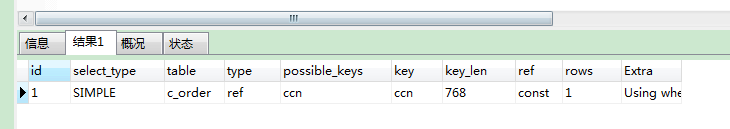 信息 结果1 概况 状态
id select_type table type possible_keys key key_len ref rows Extra
1 SIMPLE c_order ref ccn ccn 768 const 1 Using whe